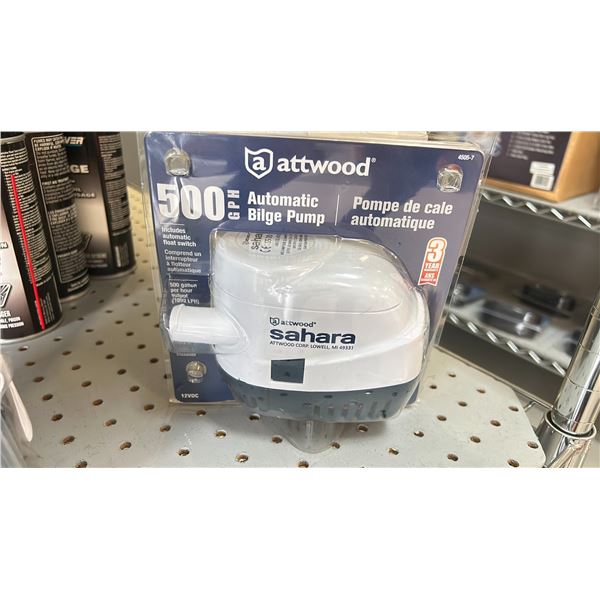 attwood®
4505-7
500 GPH
Automatic
Bilge Pump
Pompe de cale
automatique
Includes
automatic
float switch
Comprend un
interrupteur
à flotteur
automatique
500 gallon
per hour
output
3
YEAR
ANS
attwood®
sahara
ATTWOOD CORP. LOWELL, MI 49331
12VDC